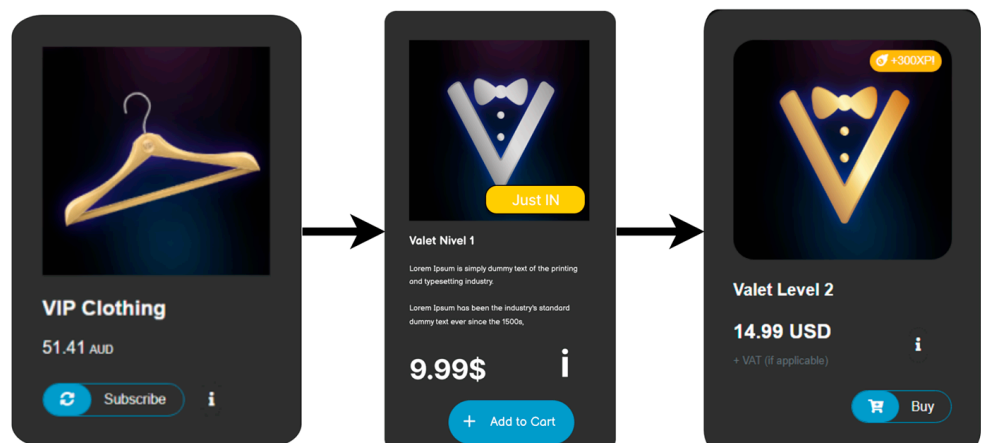 VIP Clothing
51.41 AUD
Subscribe
i
Just IN
Valet Nivel 1
Lorem Ipsum is simply dummy text of the printing
and typesetting industry.
Lorem Ipsum has been the industry's standard
dummy text ever since the 1500s,
9.99$ i
+ Add to Cart
+300XP!
Valet Level 2
14.99 USD
i
+ VAT (if applicable)
Buy